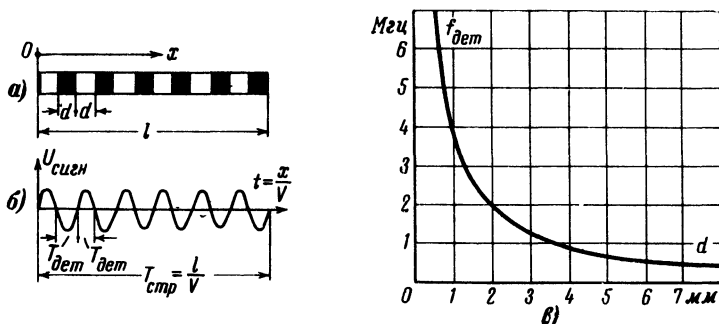 0 x
а)
d d
l
Uсигн
t=x/V
б)
Tдет Tдет
Tстр = l/V
Мгц fдет
6
5
4
3
2
1
d
0 1 2 3 4 5 6 7 мм
в)